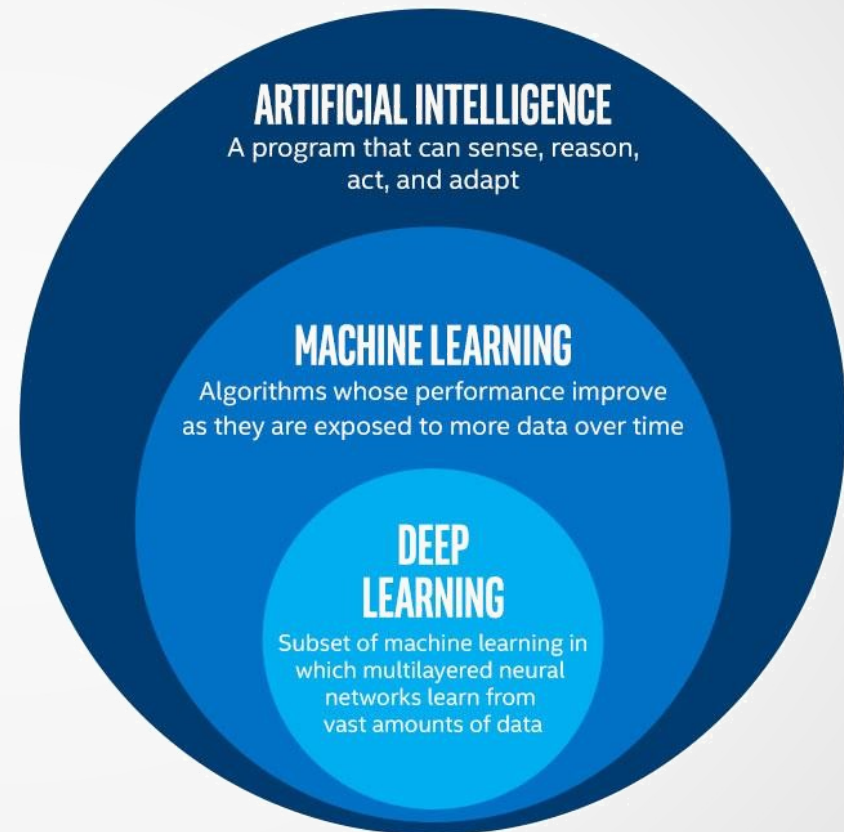 ARTIFICIAL INTELLIGENCE
A program that can sense, reason,
act, and adapt
MACHINE LEARNING
Algorithms whose performance improve
as they are exposed to more data over time
DEEP
LEARNING
Subset of machine learning in
which multilayered neural
networks learn from
vast amounts of data